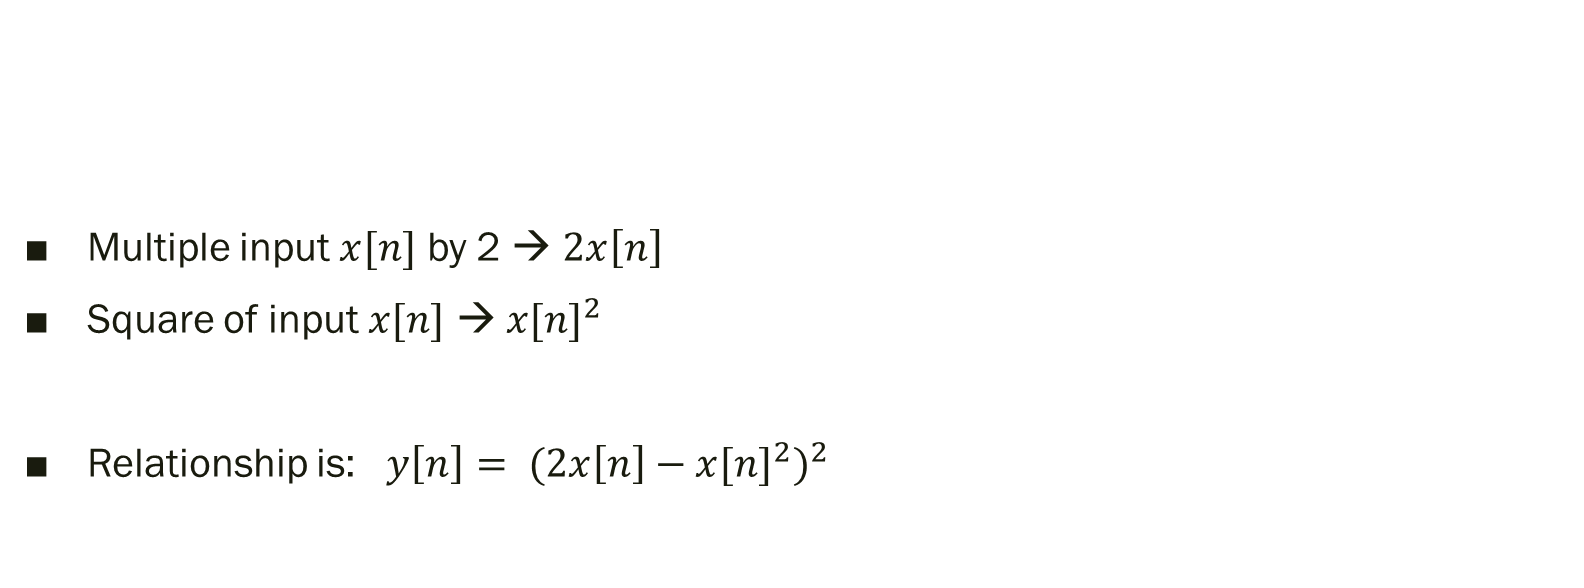 ▪ Multiple input x[n] by 2 → 2x[n]
▪ Square of input x[n] → x[n]²
▪ Relationship is: y[n] = (2x[n] − x[n]²)²